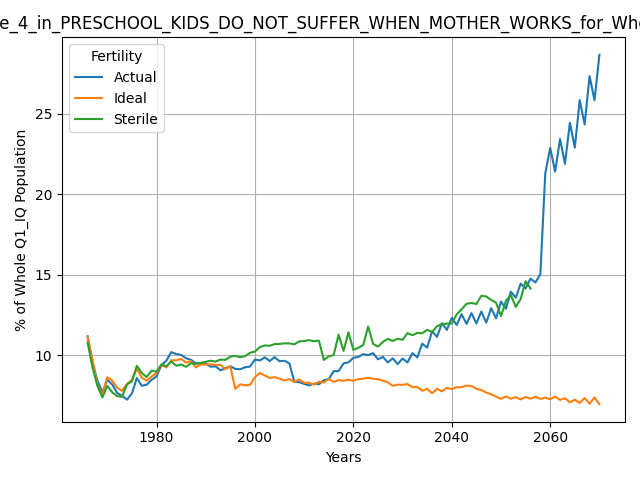 e_4_in_PRESCHOOL_KIDS_DO_NOT_SUFFER_WHEN_MOTHER_WORKS_for_Who
Fertility
Actual
Ideal
Sterile
% of Whole Q1_IQ Population
25
20
15
10
1980 2000 2020 2040 2060
Years